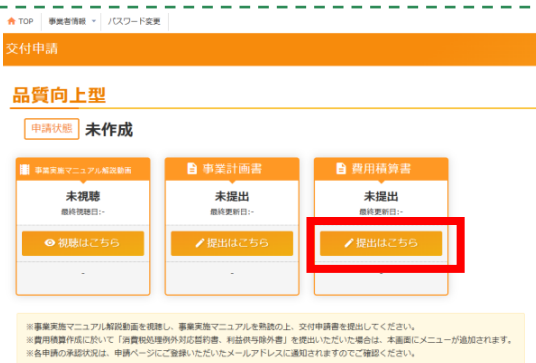 TOP 事業者情報 パスワード変更
交付申請
品質向上型
申請状態 未作成
事業実施マニュアル解説動画 事業計画書 費用積算書
未視聴 未提出 未提出
最終視聴日:- 最終更新日:- 最終更新日:-
視聴はこちら 提出はこちら 提出はこちら
- - -
※事業実施マニュアル解説動画を視聴し、事業実施マニュアルを熟読の上、交付申請書を提出してください。
※費用積算作成に於いて「消費税処理例外対応誓約書、利益供与除外書」を提出いただいた場合は、本画面にメニューが追加されます。
※各申請の承認状況は、申請ページにご登録いただいたメールアドレスに通知されますのでご確認ください。